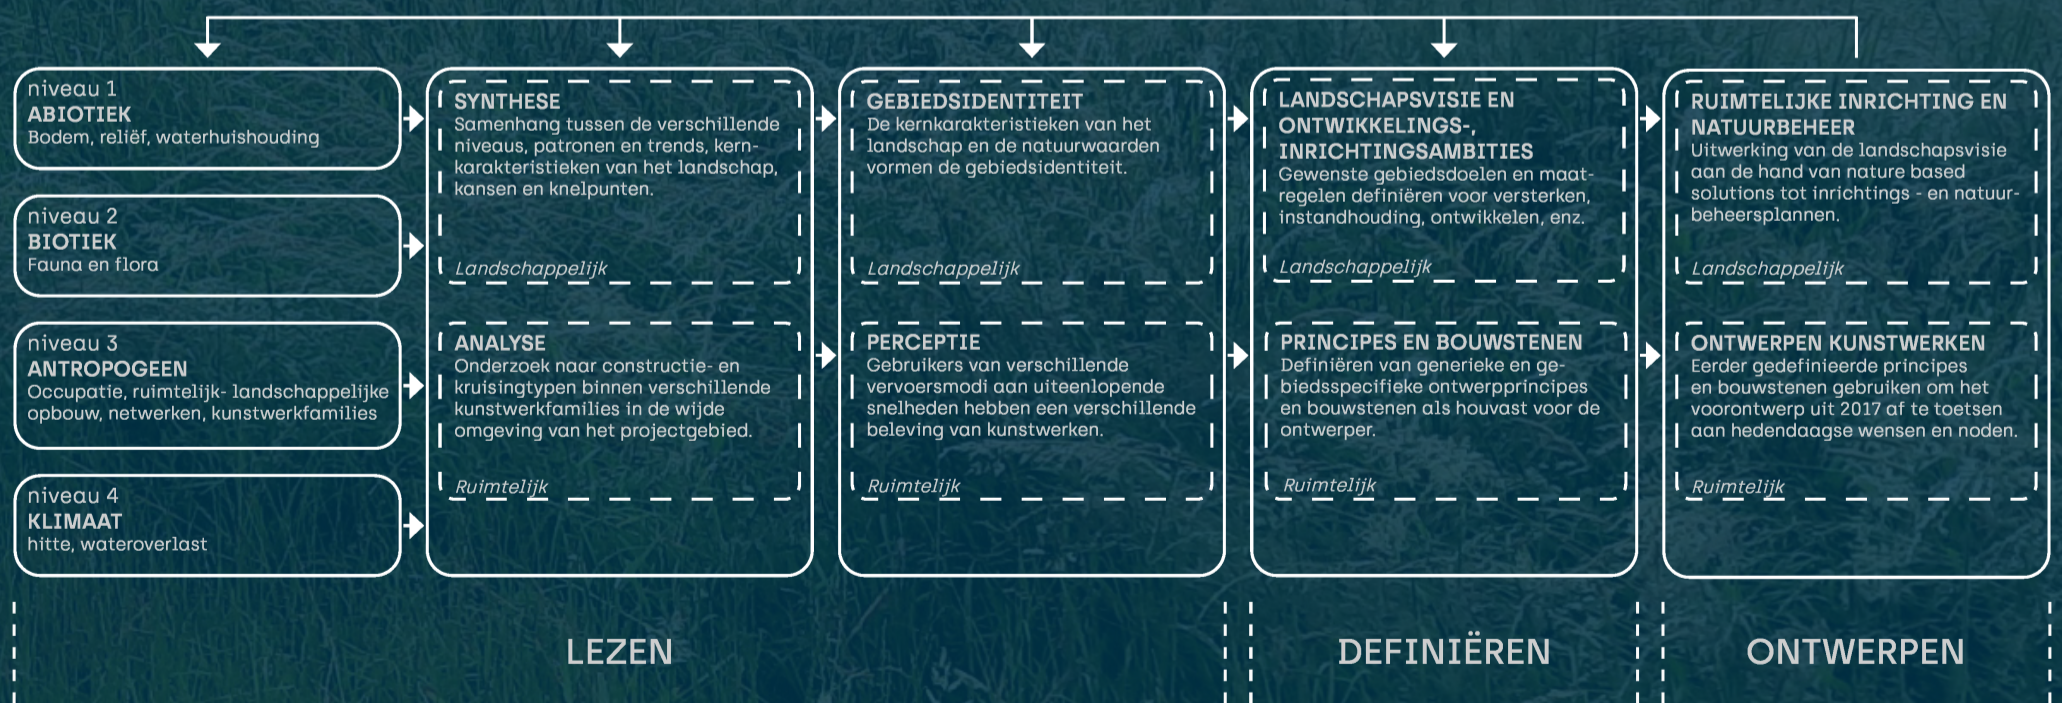 niveau 1
ABIOTIEK
Bodem, reliëf, waterhuishouding
niveau 2
BIOTIEK
Fauna en flora
niveau 3
ANTROPOGEEN
Occupatie, ruimtelijk- landschappelijke
opbouw, netwerken, kunstwerkfamilies
niveau 4
KLIMAAT
hitte, wateroverlast
SYNTHESE
Samenhang tussen de verschillende
niveaus, patronen en trends, kern-
karakteristieken van het landschap,
kansen en knelpunten.
Landschappelijk
ANALYSE
Onderzoek naar constructie- en
kruisingtypen binnen verschillende
kunstwerkfamilies in de wijde
omgeving van het projectgebied.
Ruimtelijk
GEBIEDSIDENTITEIT
De kernkarakteristieken van het
landschap en de natuurwaarden
vormen de gebiedsidentiteit.
Landschappelijk
PERCEPTIE
Gebruikers van verschillende
vervoersmodi aan uiteenlopende
snelheden hebben een verschillende
beleving van kunstwerken.
Ruimtelijk
LANDSCHAPSVISIE EN
ONTWIKKELINGS-,
INRICHTINGSAMBITIES
Gewenste gebiedsdoelen en maat-
regelen definiëren voor versterken,
instandhouding, ontwikkelen, enz.
Landschappelijk
PRINCIPES EN BOUWSTENEN
Definiëren van generieke en ge-
biedsspecifieke ontwerpprincipes
en bouwstenen als houvast voor de
ontwerper.
Ruimtelijk
RUIMTELIJKE INRICHTING EN
NATUURBEHEER
Uitwerking van de landschapsvisie
aan de hand van nature based
solutions tot inrichtings - en natuur-
beheersplannen.
Landschappelijk
ONTWERPEN KUNSTWERKEN
Eerder gedefinieerde principes
en bouwstenen gebruiken om het
voorontwerp uit 2017 af te toetsen
aan hedendaagse wensen en noden.
Ruimtelijk
LEZEN
DEFINIËREN
ONTWERPEN